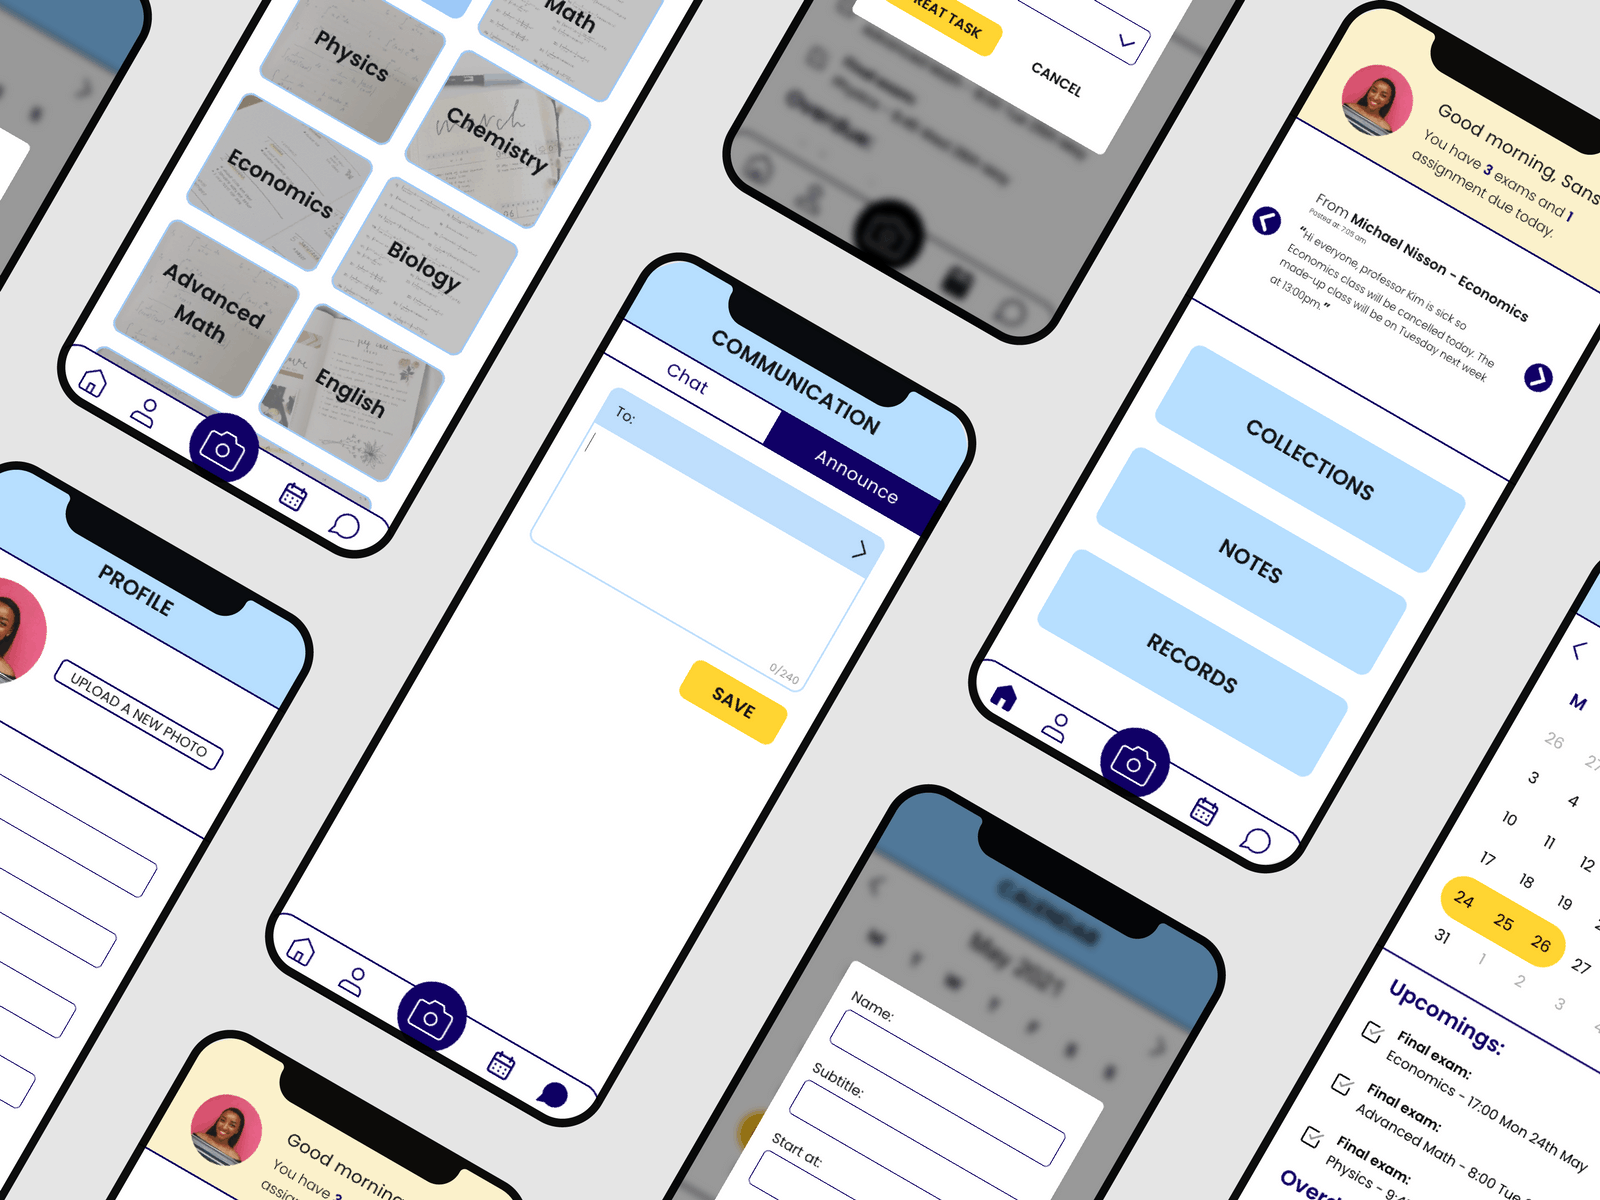 Physics
Math
Economics
Chemistry
Advanced
Math
Biology
English
REAT TASK
CANCEL
Good morning, Sans
You have 3 exams and 1
assignment due today.
From Michael Nisson - Economics
Posted at 7:05 am
"Hi everyone, professor Kim is sick so
Economics class will be cancelled today. The
made-up class will be on Tuesday next week
at 13:00pm."
COLLECTIONS
NOTES
RECORDS
COMMUNICATION
Chat
Announce
To:
0/240
SAVE
PROFILE
UPLOAD A NEW PHOTO
Good morning
You have 3
assig
CALENDAR
May 2021
Name:
Subtitle:
Start at:
M
26 27
3 4
10 11 12
17 18 19
24 25 26 27
31 1 2 3 4
Upcomings:
Final exam:
Economics - 17:00 Mon 24th May
Final exam:
Advanced Math - 8:00 Tue
Final exam:
Physics - 9:4
Overd